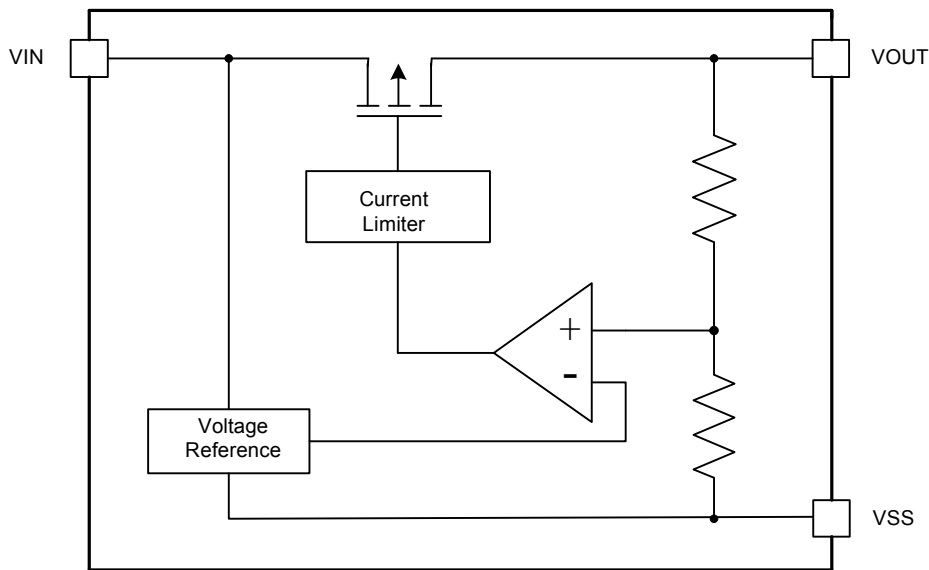 VIN
VOUT
Current
Limiter
+
-
Voltage
Reference
VSS